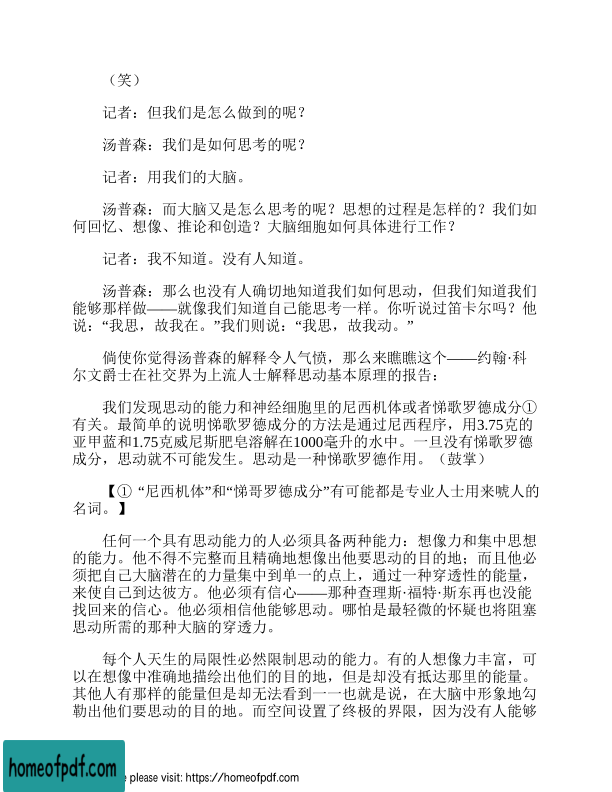 （笑）
记者：但我们是怎么做到的呢？
汤普森：我们是如何思考的呢？
记者：用我们的大脑。
汤普森：而大脑又是怎么思考的呢？思想的过程是怎样的？我们如
何回忆、想像、推论和创造？大脑细胞如何具体进行工作？
记者：我不知道。没有人知道。
汤普森：那么也没有人确切地知道我们如何思动，但我们知道我们
能够那样做——就像我们知道自己能思考一样。你听说过笛卡尔吗？他
说：“我思，故我在。”我们则说：“我思，故我动。”
倘使你觉得汤普森的解释令人气愤，那么来瞧瞧这个——约翰·科
尔文爵士在社交界为上流人士解释思动基本原理的报告：
我们发现思动的能力和神经细胞里的尼西机体或者悌歌罗德成分①
有关。最简单的说明悌歌罗德成分的方法是通过尼西程序，用3.75克的
亚甲蓝和1.75克威尼斯肥皂溶解在1000毫升的水中。一旦没有悌歌罗德
成分，思动就不可能发生。思动是一种悌歌罗德作用。（鼓掌）
【① “尼西机体”和“悌哥罗德成分”有可能都是专业人士用来唬人的
名词。】
任何一个具有思动能力的人必须具备两种能力：想像力和集中思想
的能力。他不得不完整而且精确地想像出他要思动的目的地；而且他必
须把自己大脑潜在的力量集中到单一的点上，通过一种穿透性的能量，
来使自己到达彼方。他必须有信心——那种查理斯·福特·斯东再也没能
找回来的信心。他必须相信他能够思动。哪怕是最轻微的怀疑也将阻塞
思动所需的那种大脑的穿透力。
每个人天生的局限性必然限制思动的能力。有的人想像力丰富，可
以在想像中准确地描绘出他们的目的地，但是却没有抵达那里的能量。
其他人有那样的能量但是却无法看到一一也就是说，在大脑中形象地勾
勒出他们要思动的目的地。而空间设置了终极的界限，因为没有人能够
homeofpdf.com
e please visit: https://homeofpdf.com